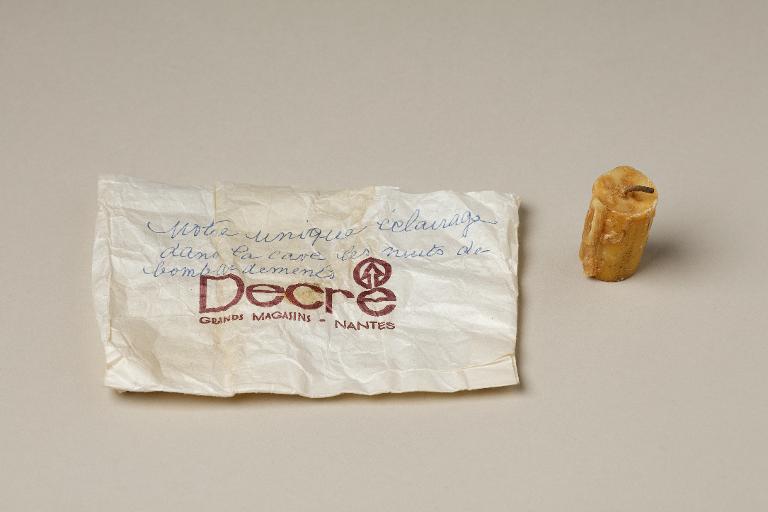 Notre unique éclairage
dans la cave les nuits de
bombardements
Decré
GRANDS MAGASINS - NANTES